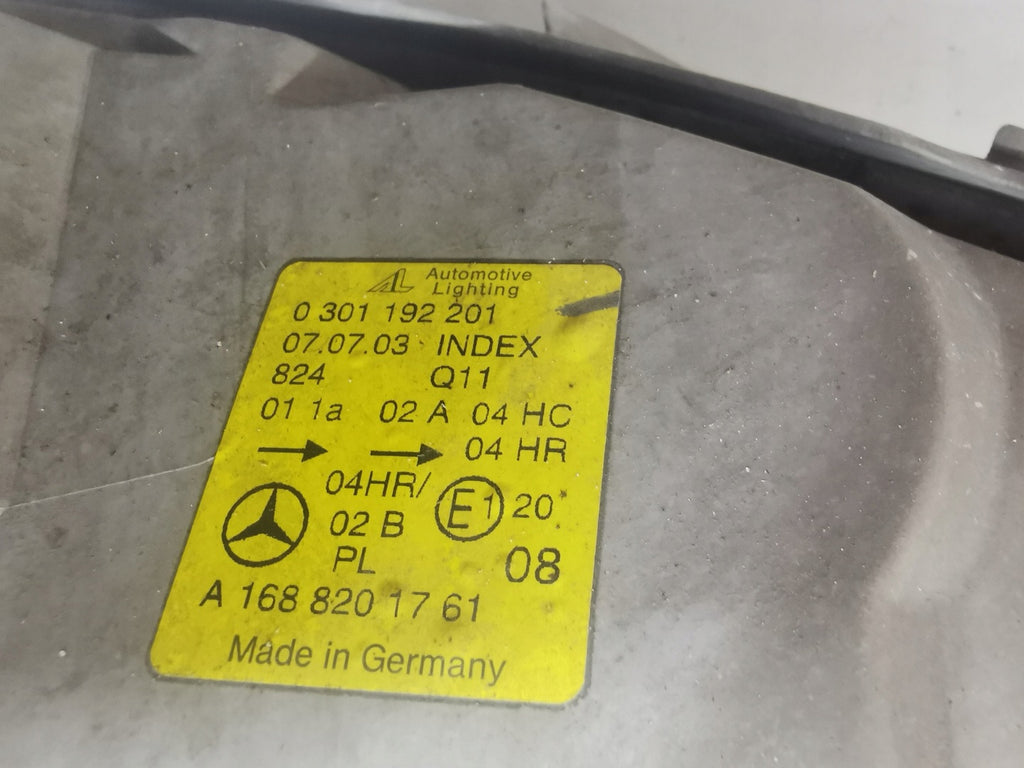 Automotive
Lighting
0 301 192 201
07.07.03 INDEX
824 Q11
01 1a 02 A 04 HC
04 HR
04HR/
E1 20
02 B
PL 08
A 168 820 17 61
Made in Germany